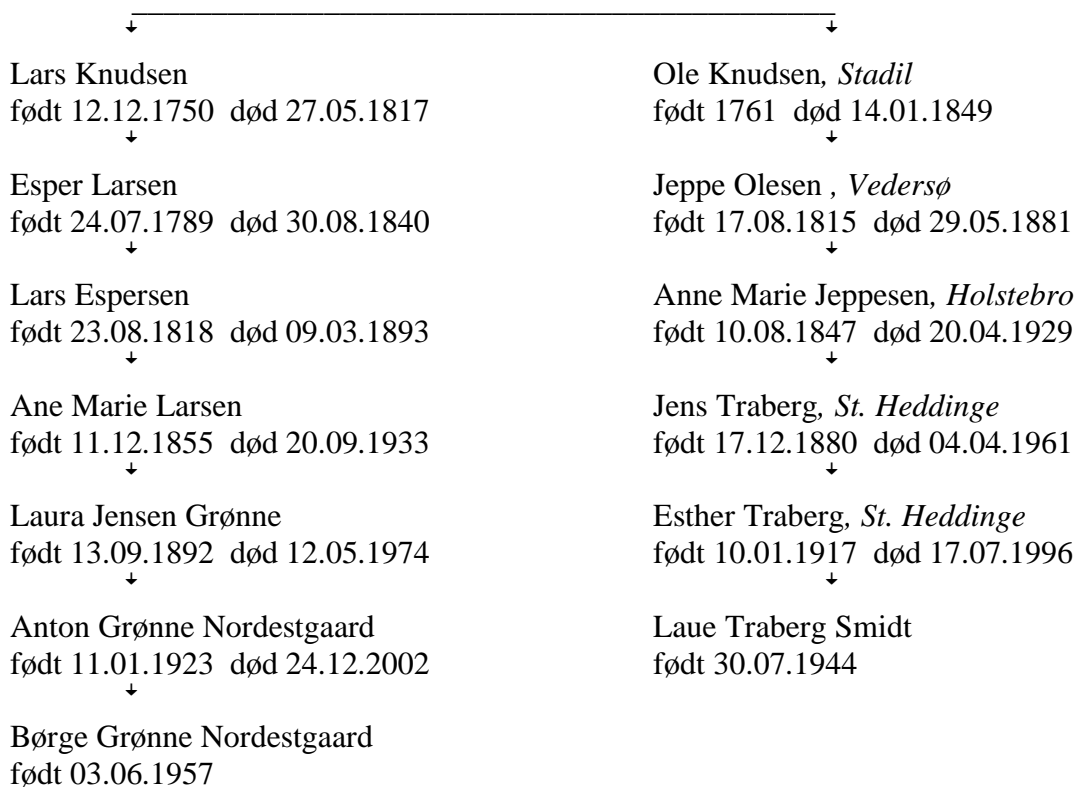 Lars Knudsen
født 12.12.1750 død 27.05.1817
Esper Larsen
født 24.07.1789 død 30.08.1840
Lars Espersen
født 23.08.1818 død 09.03.1893
Ane Marie Larsen
født 11.12.1855 død 20.09.1933
Laura Jensen Grønne
født 13.09.1892 død 12.05.1974
Anton Grønne Nordestgaard
født 11.01.1923 død 24.12.2002
Børge Grønne Nordestgaard
født 03.06.1957
Ole Knudsen, Stadil
født 1761 død 14.01.1849
Jeppe Olesen , Vedersø
født 17.08.1815 død 29.05.1881
Anne Marie Jeppesen, Holstebro
født 10.08.1847 død 20.04.1929
Jens Traberg, St. Heddinge
født 17.12.1880 død 04.04.1961
Esther Traberg, St. Heddinge
født 10.01.1917 død 17.07.1996
Laue Traberg Smidt
født 30.07.1944